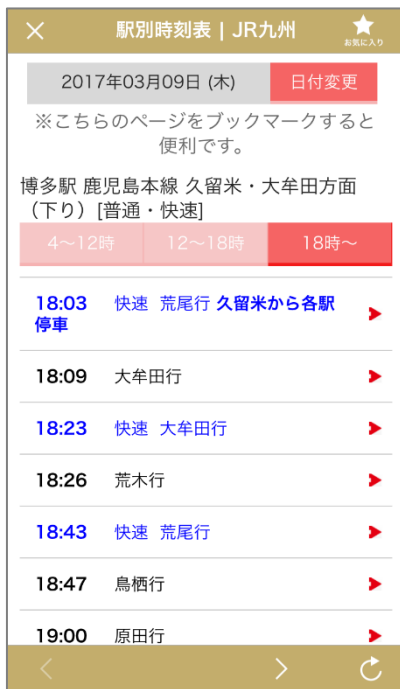 駅別時刻表 | JR九州
お気に入り
2017年03月09日 (木)
日付変更
※こちらのページをブックマークすると
便利です。
博多駅 鹿児島本線 久留米・大牟田方面
（下り）[普通・快速]
4〜12時 12〜18時 18時〜
18:03 快速 荒尾行 久留米から各駅
停車
18:09 大牟田行
18:23 快速 大牟田行
18:26 荒木行
18:43 快速 荒尾行
18:47 鳥栖行
19:00 原田行